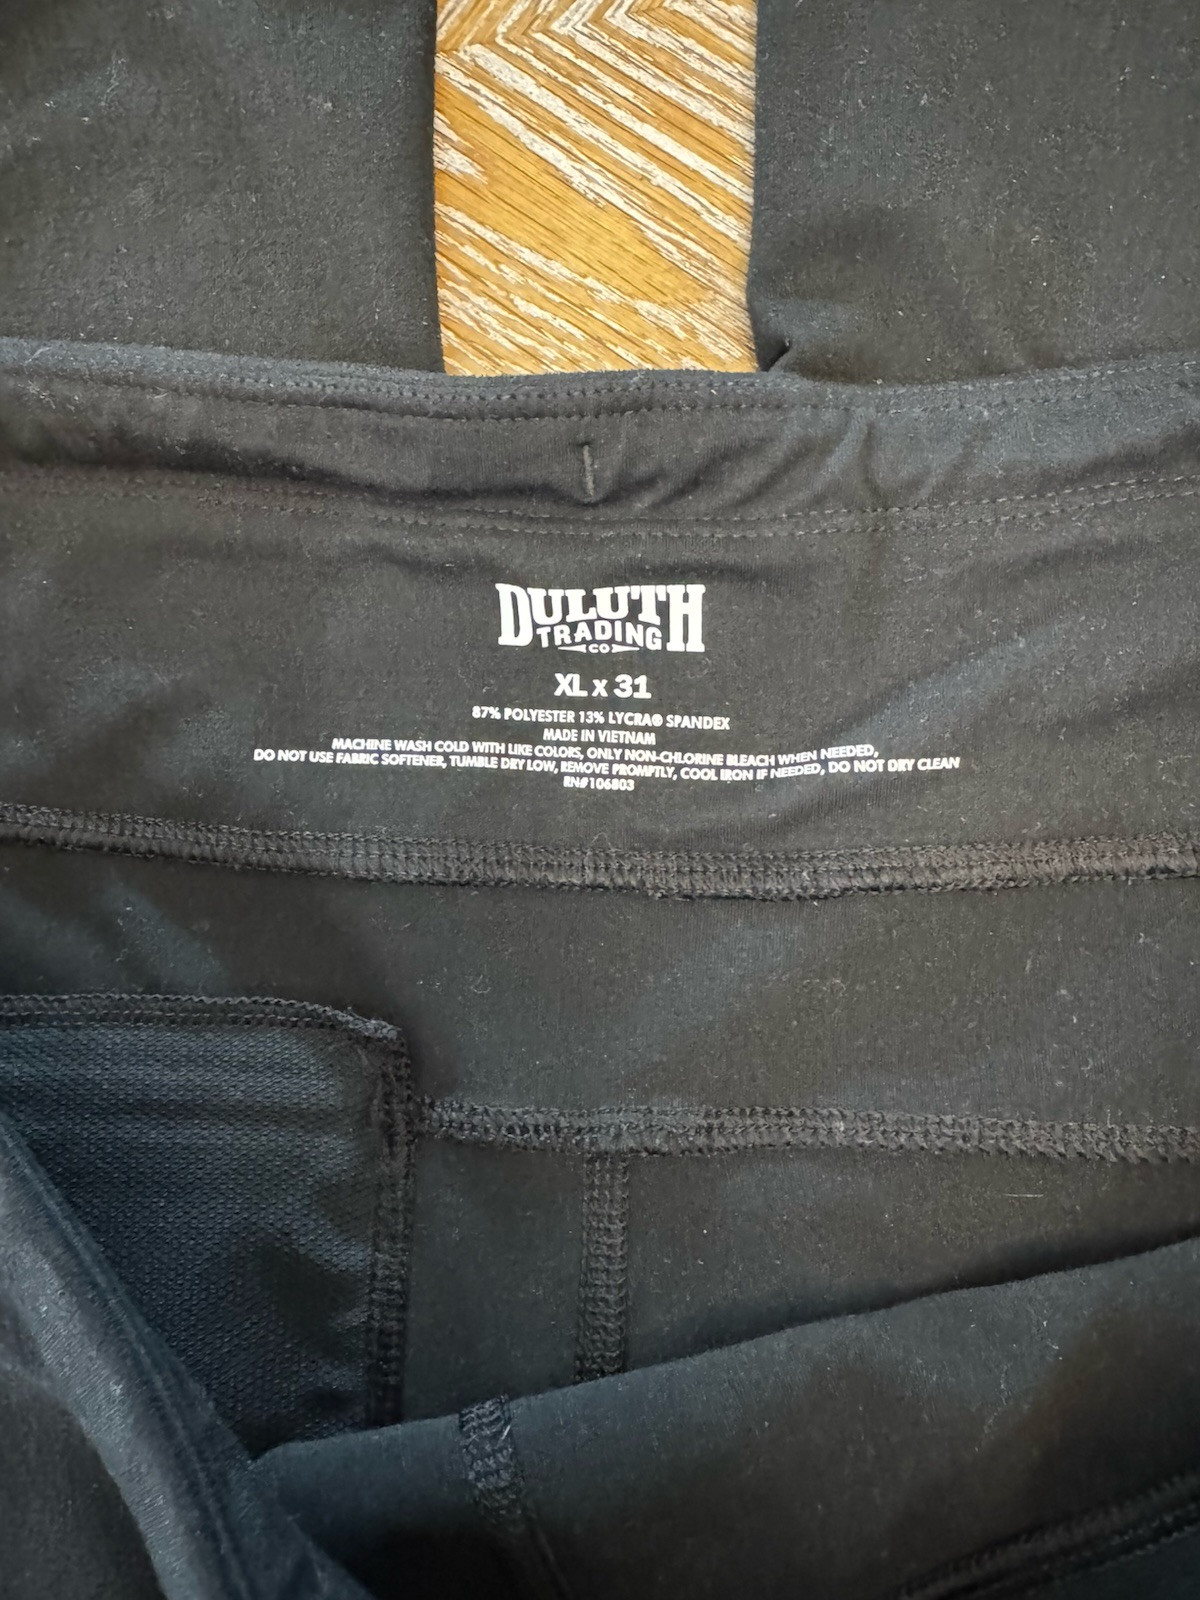 DULUTH
TRADING
CO
XL x 31
87% POLYESTER 13% LYCRA® SPANDEX
MADE IN VIETNAM
MACHINE WASH COLD WITH LIKE COLORS, ONLY NON-CHLORINE BLEACH WHEN NEEDED,
DO NOT USE FABRIC SOFTENER, TUMBLE DRY LOW, REMOVE PROMPTLY, COOL IRON IF NEEDED, DO NOT DRY CLEAN
RN#106803